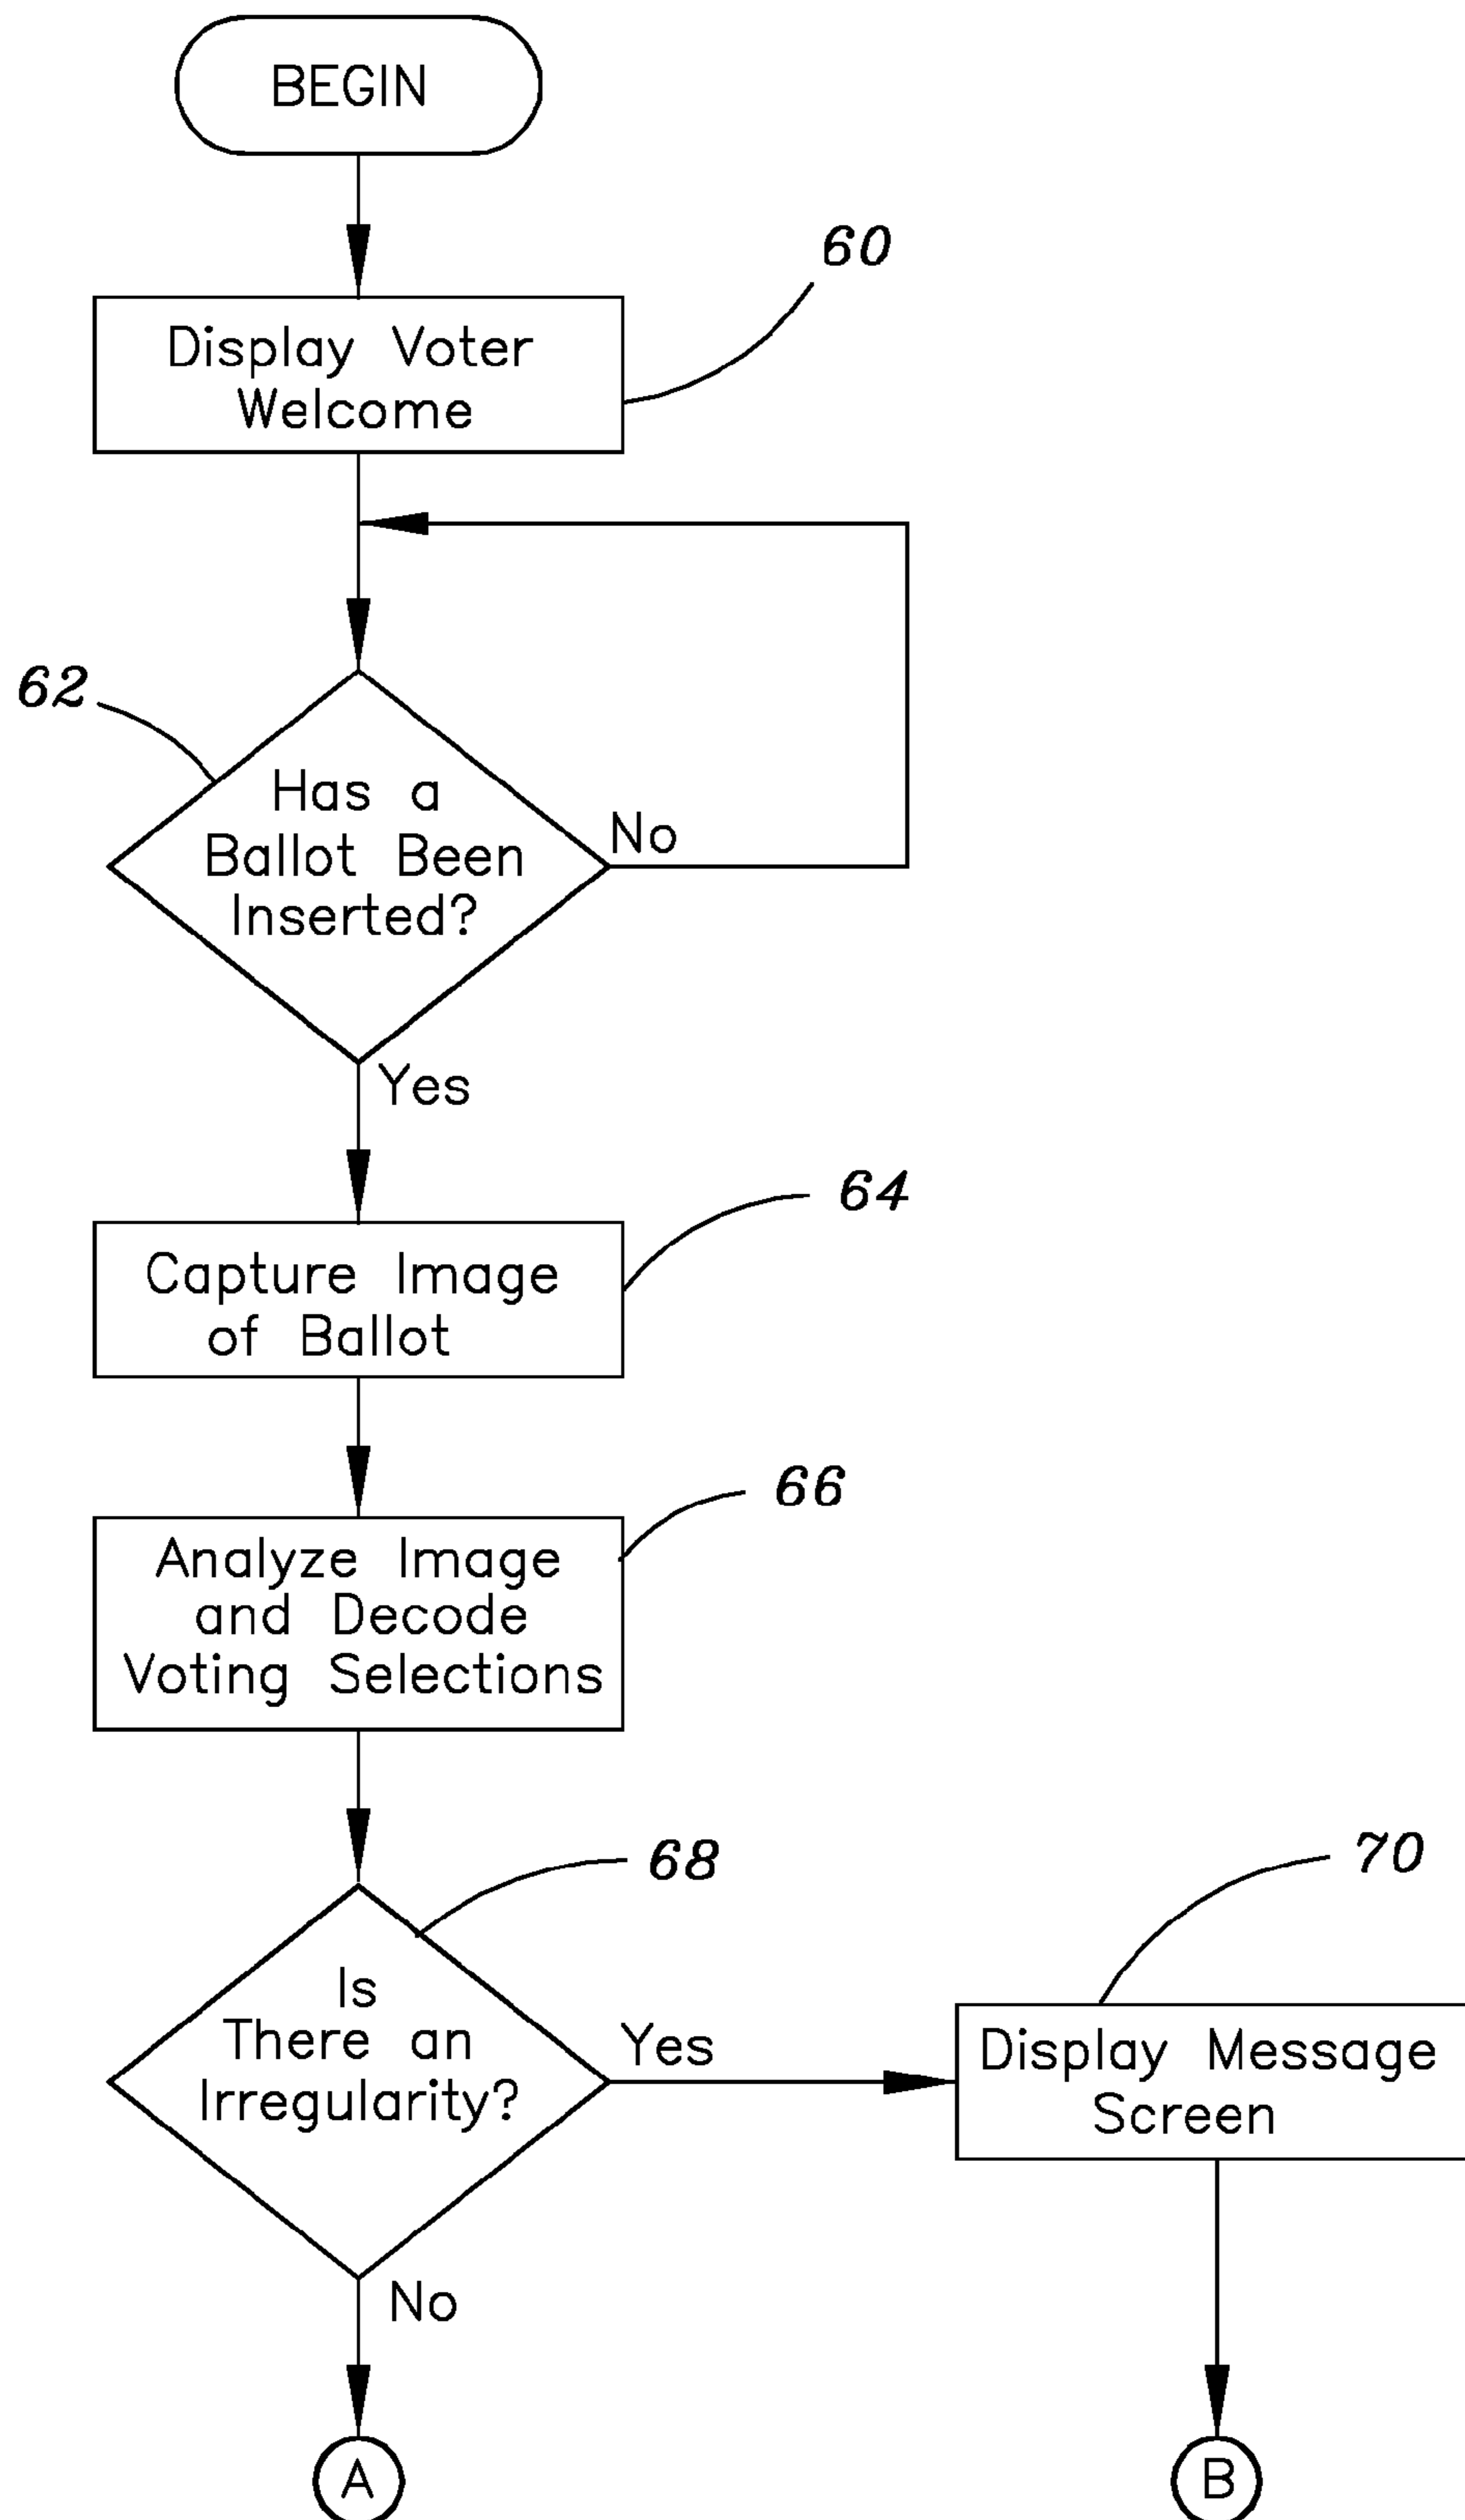 BEGIN
60
Display Voter
Welcome
62
Has a
Ballot Been
Inserted?
No
Yes
64
Capture Image
of Ballot
66
Analyze Image
and Decode
Voting Selections
68
70
Is
There an
Irregularity?
Yes
Display Message
Screen
No
A
B